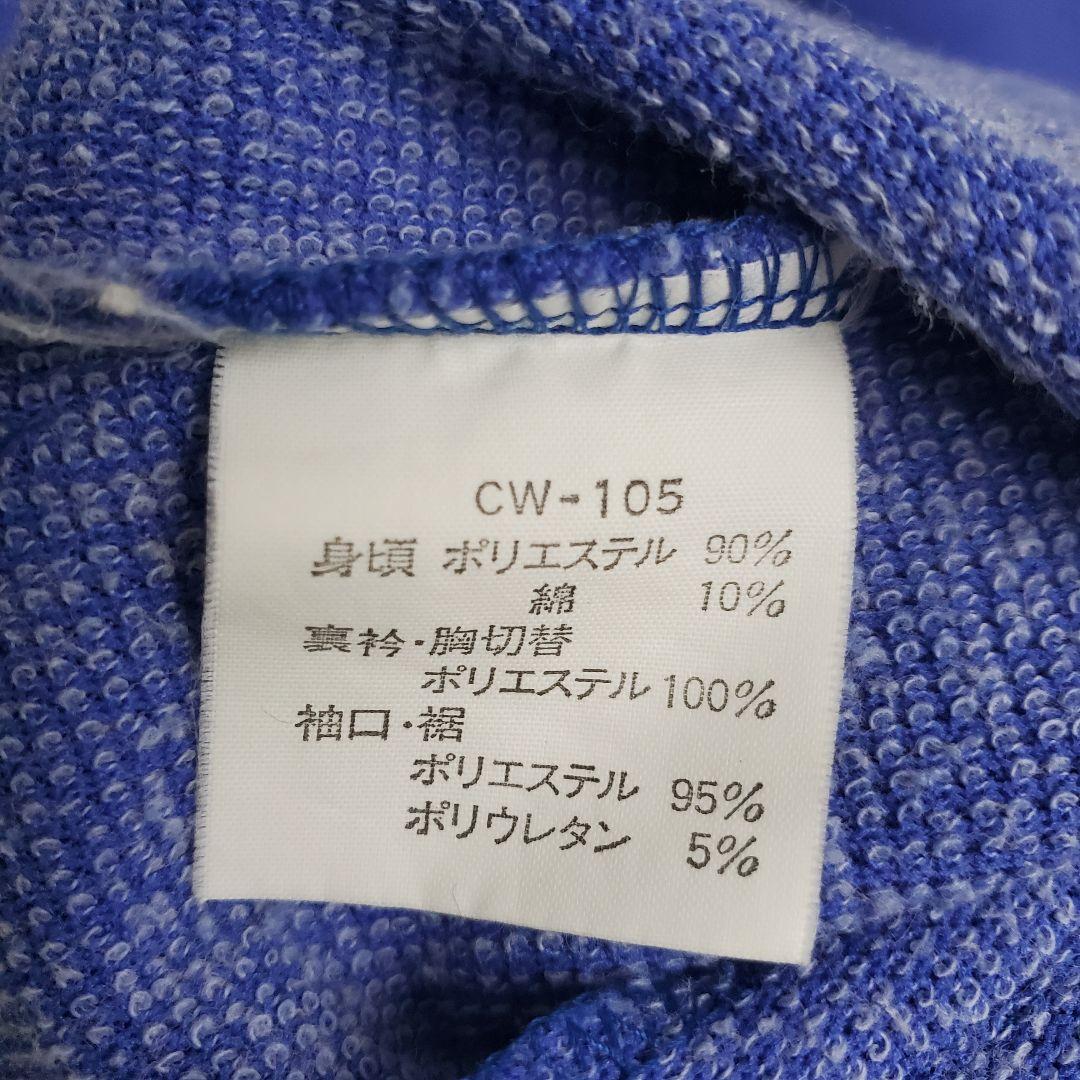 CW-105
身頃 ポリエステル 90%
綿 10%
裏衿・胸切替
ポリエステル 100%
袖口・裾
ポリエステル 95%
ポリウレタン 5%